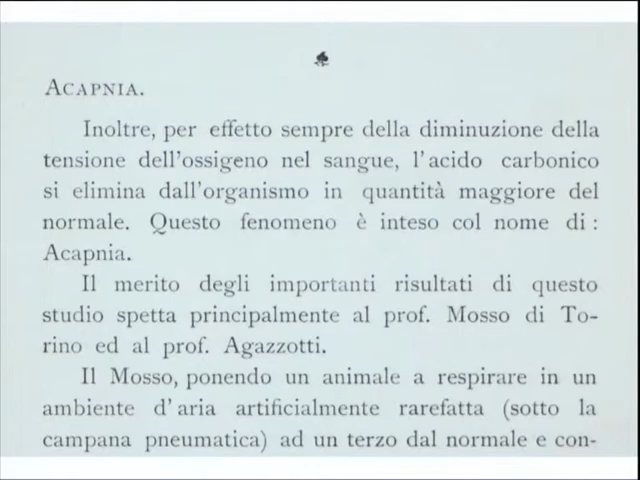 ACAPNIA.
Inoltre, per effetto sempre della diminuzione della
tensione dell'ossigeno nel sangue, l'acido carbonico
si elimina dall'organismo in quantità maggiore del
normale. Questo fenomeno è inteso col nome di :
Acapnia.
Il merito degli importanti risultati di questo
studio spetta principalmente al prof. Mosso di To-
rino ed al prof. Agazzotti.
Il Mosso, ponendo un animale a respirare in un
ambiente d'aria artificialmente rarefatta (sotto la
campana pneumatica) ad un terzo dal normale e con-